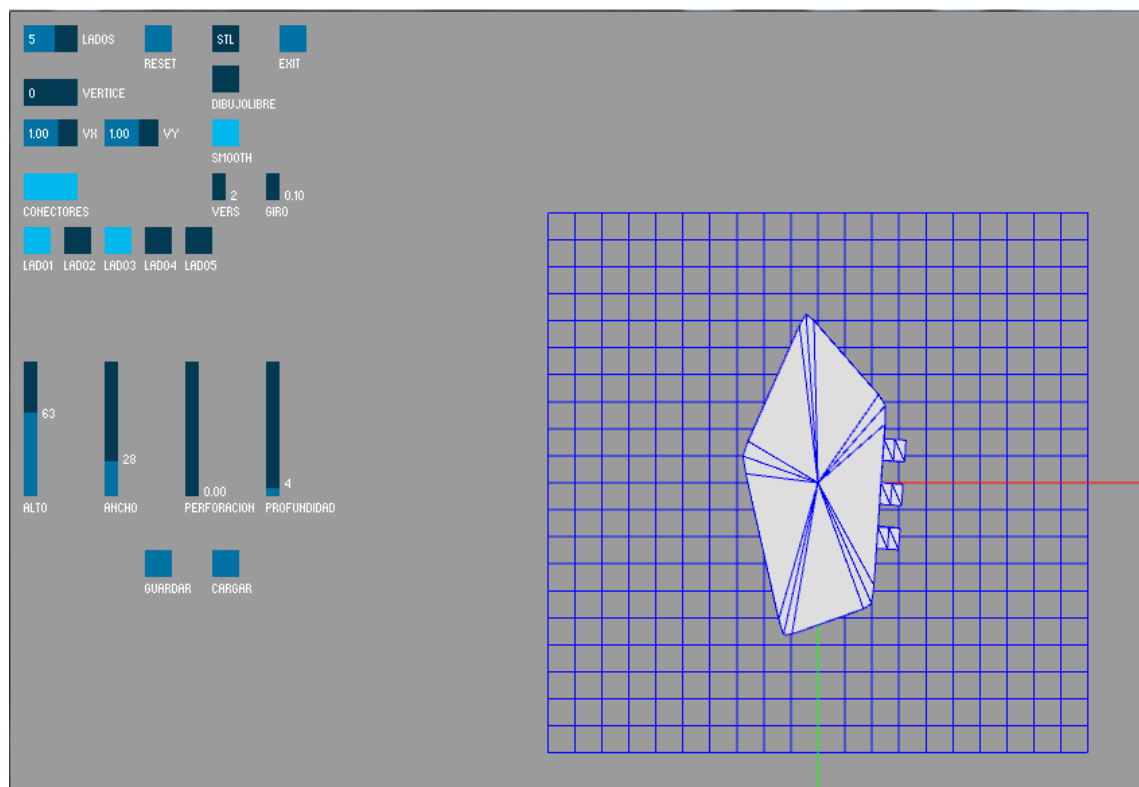 5 LADOS
STL
RESET
EXIT
0 VERTICE
DIBUJOLIBRE
1.00 VX 1.00 VY
SMOOTH
2 0.10
CONECTORES VERS GIRO
LADO1 LADO2 LADO3 LADO4 LADO5
63
28
0.00
4
ALTO ANCHO PERFORACION PROFUNDIDAD
GUARDAR CARGAR